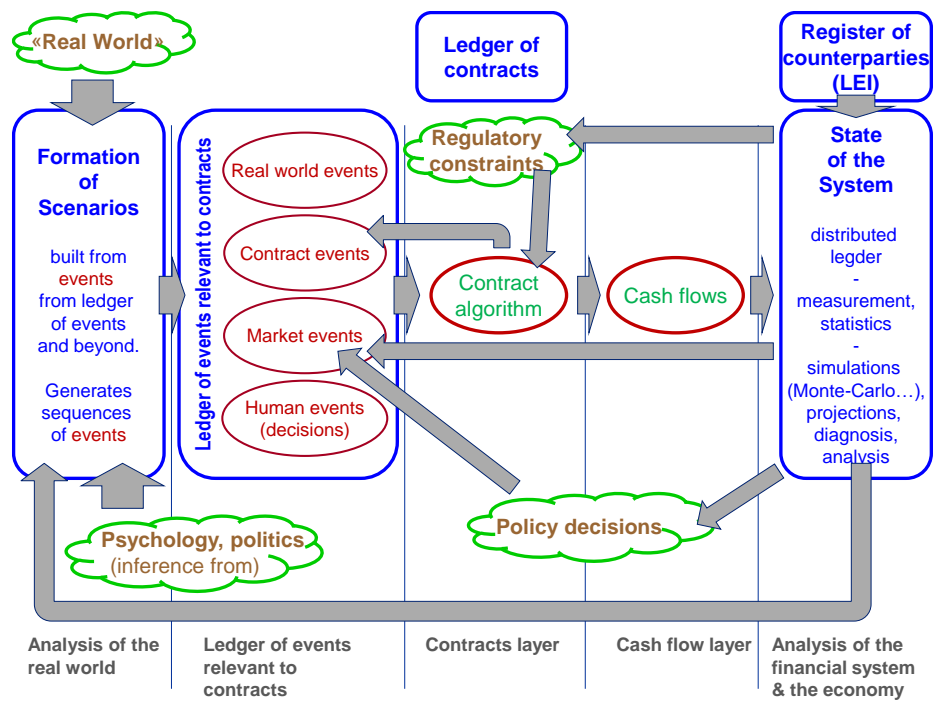 «Real World»
Ledger of
contracts
Register of
counterparties
(LEI)
Formation
of
Scenarios
built from
events
from ledger
of events
and beyond.
Generates
sequences
of events
Ledger of events relevant to contracts
Real world events
Contract events
Market events
Human events
(decisions)
Regulatory
constraints
Contract
algorithm
Cash flows
State
of the
System
distributed
legder
-
measurement,
statistics
-
simulations
(Monte-Carlo…),
projections,
diagnosis,
analysis
Psychology, politics
(inference from)
Policy decisions
Analysis of the
real world
Ledger of events
relevant to
contracts
Contracts layer
Cash flow layer
Analysis of the
financial system
& the economy